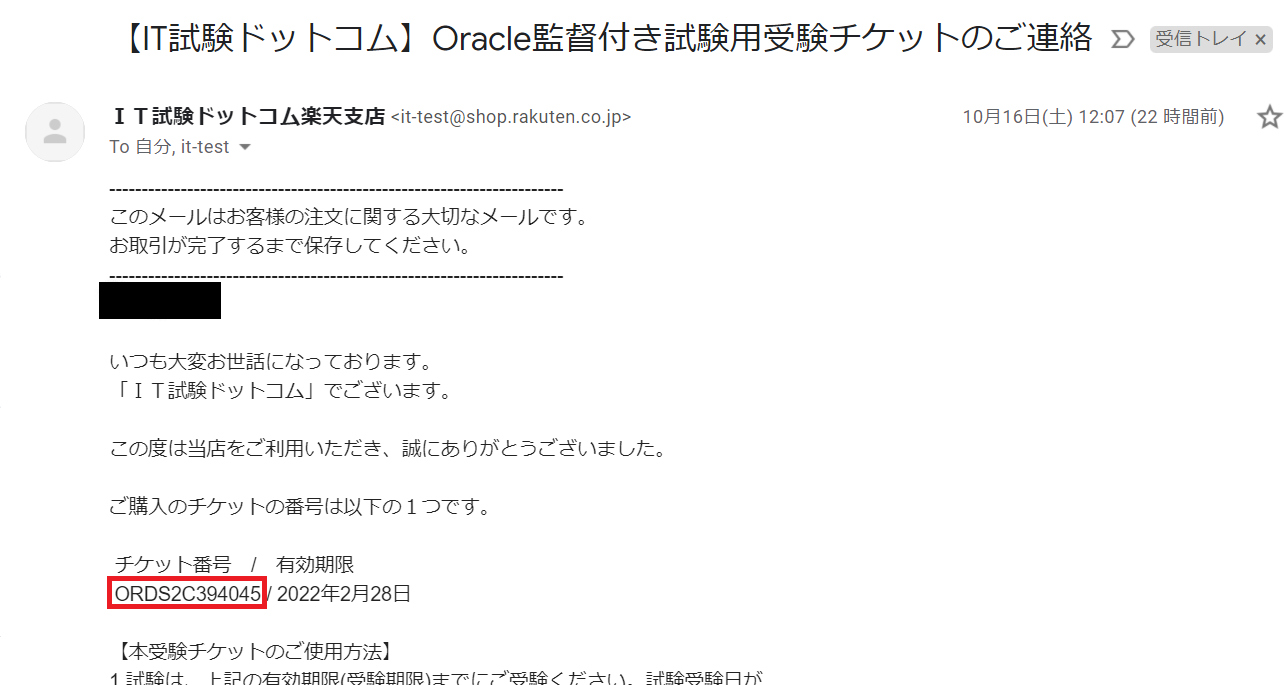 【IT試験ドットコム】Oracle監督付き試験用受験チケットのご連絡 受信トレイ ×
ＩＴ試験ドットコム楽天支店 <it-test@shop.rakuten.co.jp> 10月16日(土) 12:07 (22 時間前)
To 自分, it-test
----------------------------------------------------------------------
このメールはお客様の注文に関する大切なメールです。
お取引が完了するまで保存してください。
----------------------------------------------------------------------
いつも大変お世話になっております。
「ＩＴ試験ドットコム」でございます。
この度は当店をご利用いただき、誠にありがとうございました。
ご購入のチケットの番号は以下の１つです。
チケット番号　/　有効期限
ORDS2C394045 / 2022年2月28日
【本受験チケットのご使用方法】
1.試験は、上記の有効期限(受験期限)までにご受験ください。試験受験日が